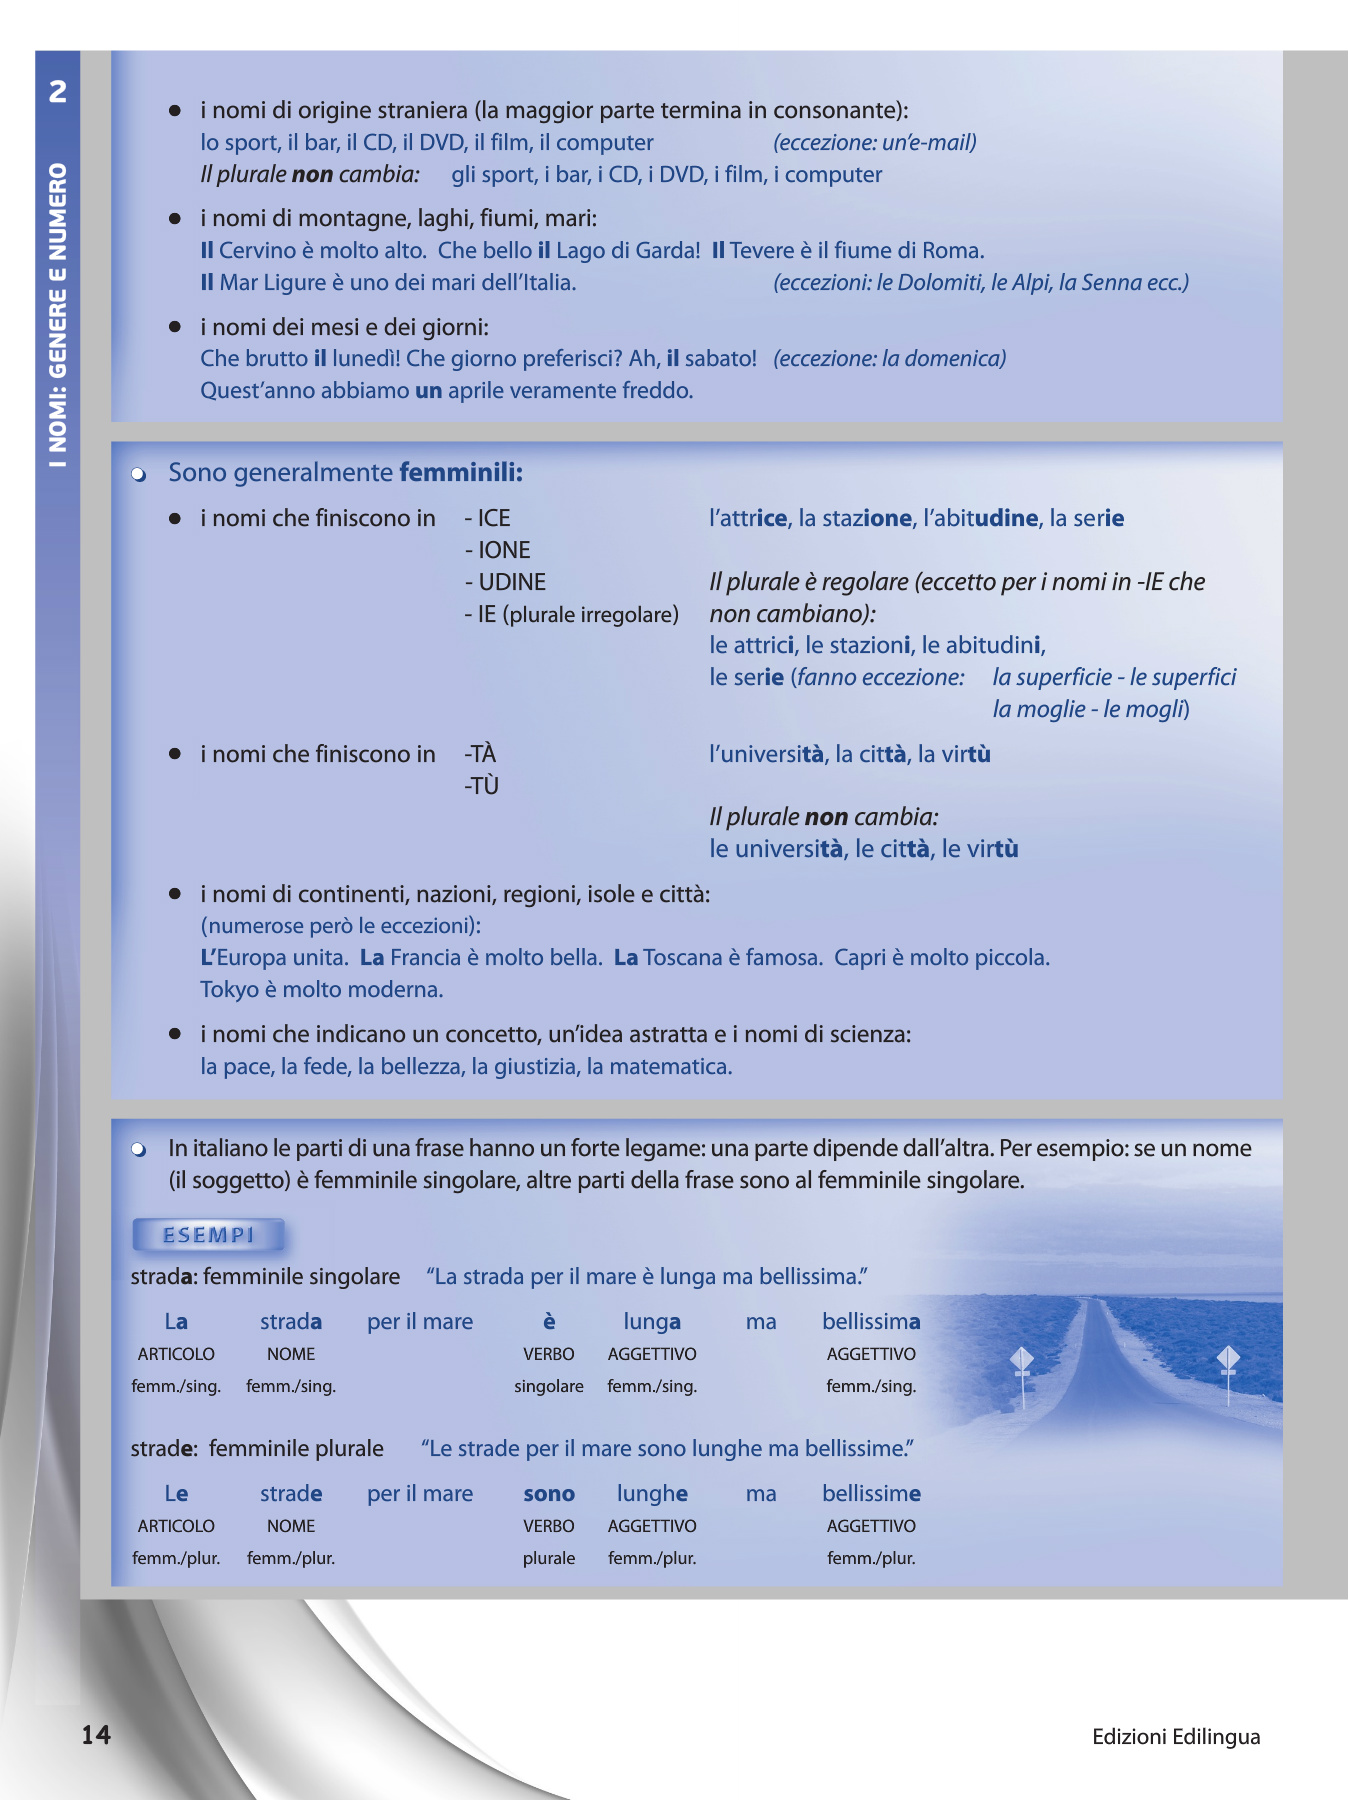 2
I NOMI: GENERE E NUMERO
● i nomi di origine straniera (la maggior parte termina in consonante):
lo sport, il bar, il CD, il DVD, il film, il computer (eccezione: un'e-mail)
Il plurale non cambia: gli sport, i bar, i CD, i DVD, i film, i computer
● i nomi di montagne, laghi, fiumi, mari:
Il Cervino è molto alto. Che bello il Lago di Garda! Il Tevere è il fiume di Roma.
Il Mar Ligure è uno dei mari dell'Italia. (eccezioni: le Dolomiti, le Alpi, la Senna ecc.)
● i nomi dei mesi e dei giorni:
Che brutto il lunedì! Che giorno preferisci? Ah, il sabato! (eccezione: la domenica)
Quest'anno abbiamo un aprile veramente freddo.
Sono generalmente femminili:
● i nomi che finiscono in - ICE l'attrice, la stazione, l'abitudine, la serie
- IONE
- UDINE Il plurale è regolare (eccetto per i nomi in -IE che
- IE (plurale irregolare) non cambiano):
le attrici, le stazioni, le abitudini,
le serie (fanno eccezione: la superficie - le superfici
la moglie - le mogli)
● i nomi che finiscono in -TÀ l'università, la città, la virtù
-TÙ
Il plurale non cambia:
le università, le città, le virtù
● i nomi di continenti, nazioni, regioni, isole e città:
(numerose però le eccezioni):
L'Europa unita. La Francia è molto bella. La Toscana è famosa. Capri è molto piccola.
Tokyo è molto moderna.
● i nomi che indicano un concetto, un'idea astratta e i nomi di scienza:
la pace, la fede, la bellezza, la giustizia, la matematica.
In italiano le parti di una frase hanno un forte legame: una parte dipende dall'altra. Per esempio: se un nome
(il soggetto) è femminile singolare, altre parti della frase sono al femminile singolare.
ESEMPI
strada: femminile singolare “La strada per il mare è lunga ma bellissima.”
La strada per il mare è lunga ma bellissima
ARTICOLO NOME VERBO AGGETTIVO AGGETTIVO
femm./sing. femm./sing. singolare femm./sing. femm./sing.
strade: femminile plurale “Le strade per il mare sono lunghe ma bellissime.”
Le strade per il mare sono lunghe ma bellissime
ARTICOLO NOME VERBO AGGETTIVO AGGETTIVO
femm./plur. femm./plur. plurale femm./plur. femm./plur.
14
Edizioni Edilingua